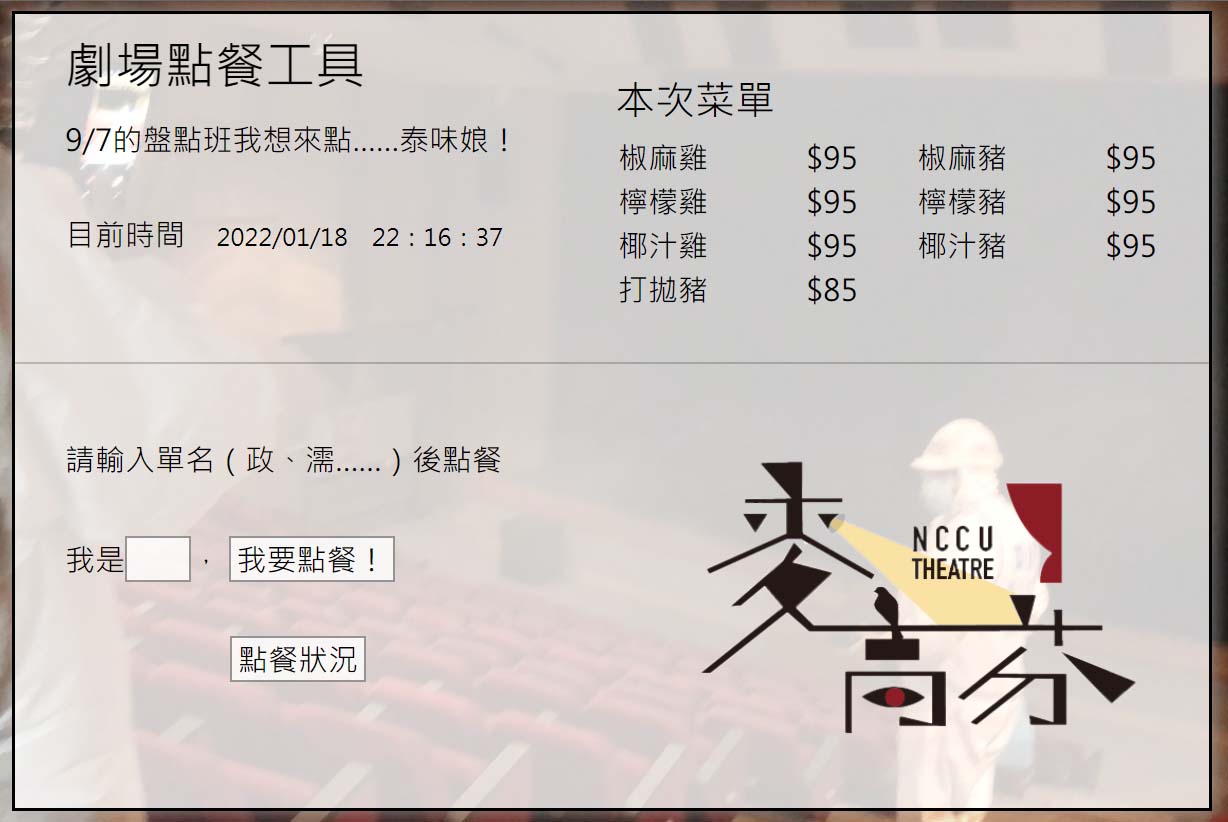 劇場點餐工具
9/7的盤點班我想來點......泰味娘！
目前時間 2022/01/18 22：16：37
本次菜單
椒麻雞 $95 椒麻豬 $95
檸檬雞 $95 檸檬豬 $95
椰汁雞 $95 椰汁豬 $95
打拋豬 $85
請輸入單名（政、濡......）後點餐
我是 ， 我要點餐！
點餐狀況
NCCU
THEATRE
麥高芬